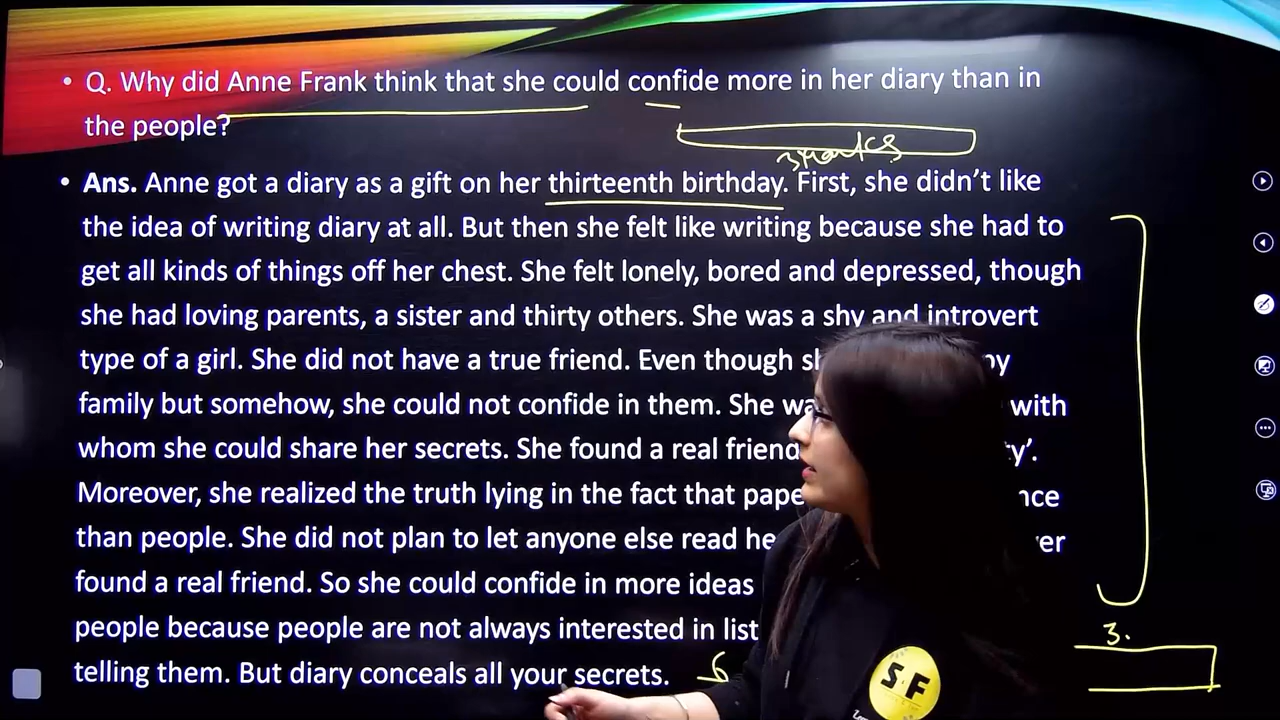 • Q. Why did Anne Frank think that she could confide more in her diary than in
the people?
3 marks
• Ans. Anne got a diary as a gift on her thirteenth birthday. First, she didn't like
the idea of writing diary at all. But then she felt like writing because she had to
get all kinds of things off her chest. She felt lonely, bored and depressed, though
she had loving parents, a sister and thirty others. She was a shy and introvert
type of a girl. She did not have a true friend. Even though
family but somehow, she could not confide in them. She with
whom she could share her secrets. She found a real friend
Moreover, she realized the truth lying in the fact that
than people. She did not plan to let anyone else read
found a real friend. So she could confide in more ideas
3.
people because people are not always interested in
telling them. But diary conceals all your secrets.
SF